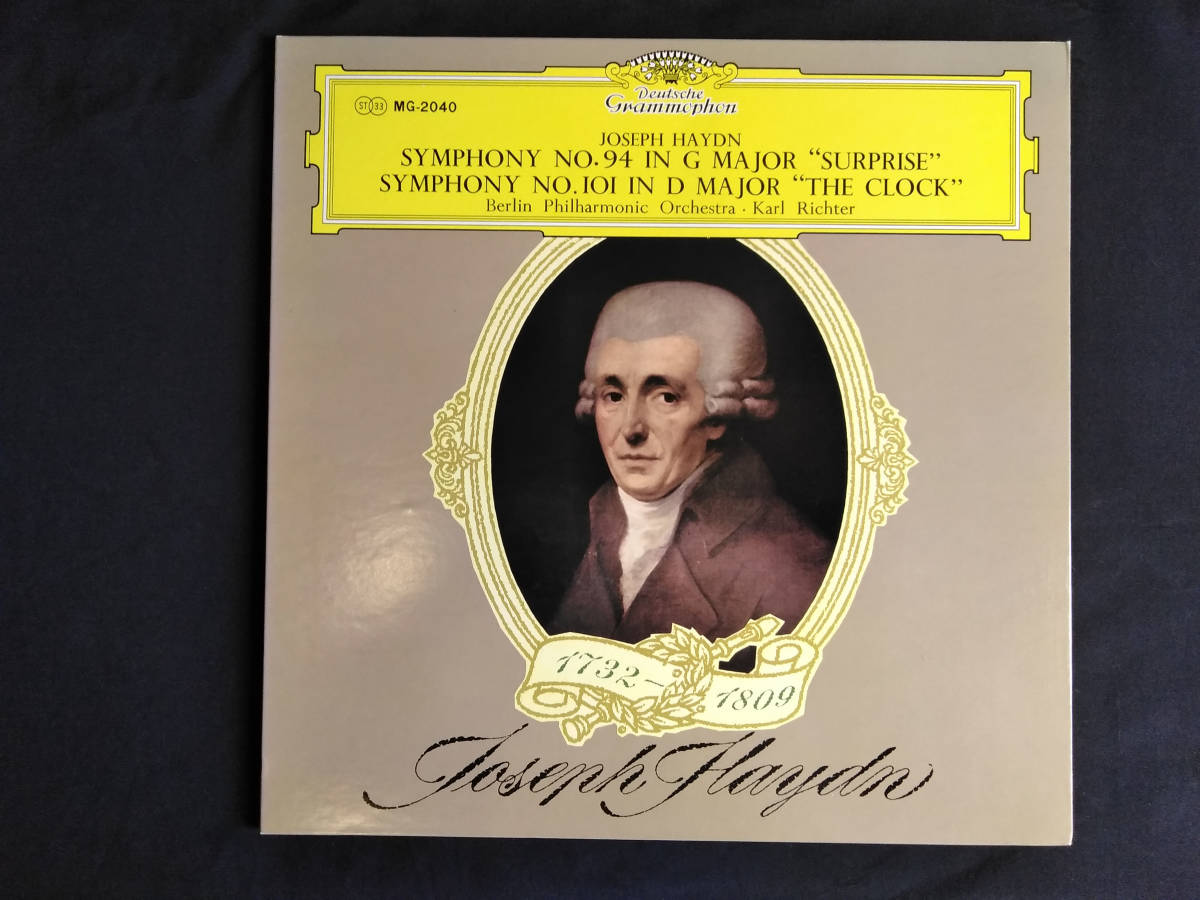 Deutsche
Grammophon
ST 33 MG-2040
JOSEPH HAYDN
SYMPHONY NO. 94 IN G MAJOR “SURPRISE”
SYMPHONY NO. 101 IN D MAJOR “THE CLOCK”
Berlin Philharmonic Orchestra · Karl Richter
1732–
1809
Joseph Haydn